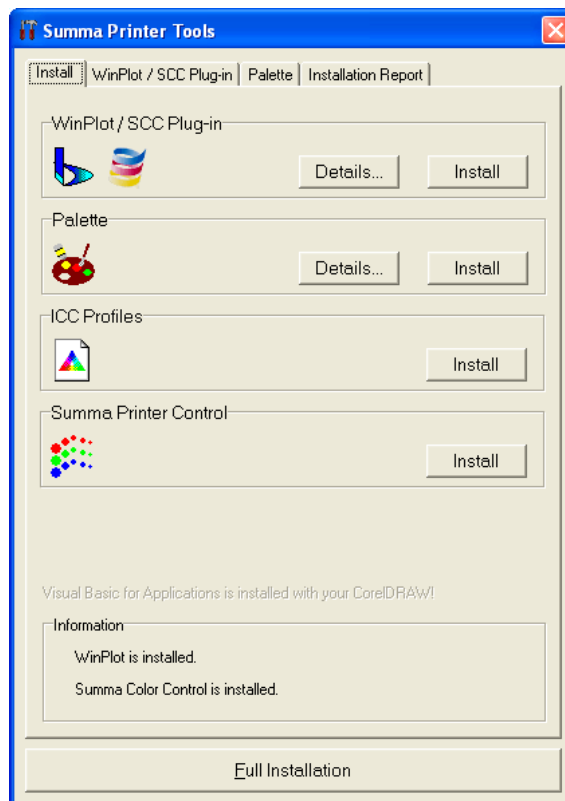 Summa Printer Tools
Install WinPlot / SCC Plug-in Palette Installation Report
WinPlot / SCC Plug-in
Details... Install
Palette
Details... Install
ICC Profiles
Install
Summa Printer Control
Install
Visual Basic for Applications is installed with your CorelDRAW!
Information
WinPlot is installed.
Summa Color Control is installed.
Full Installation